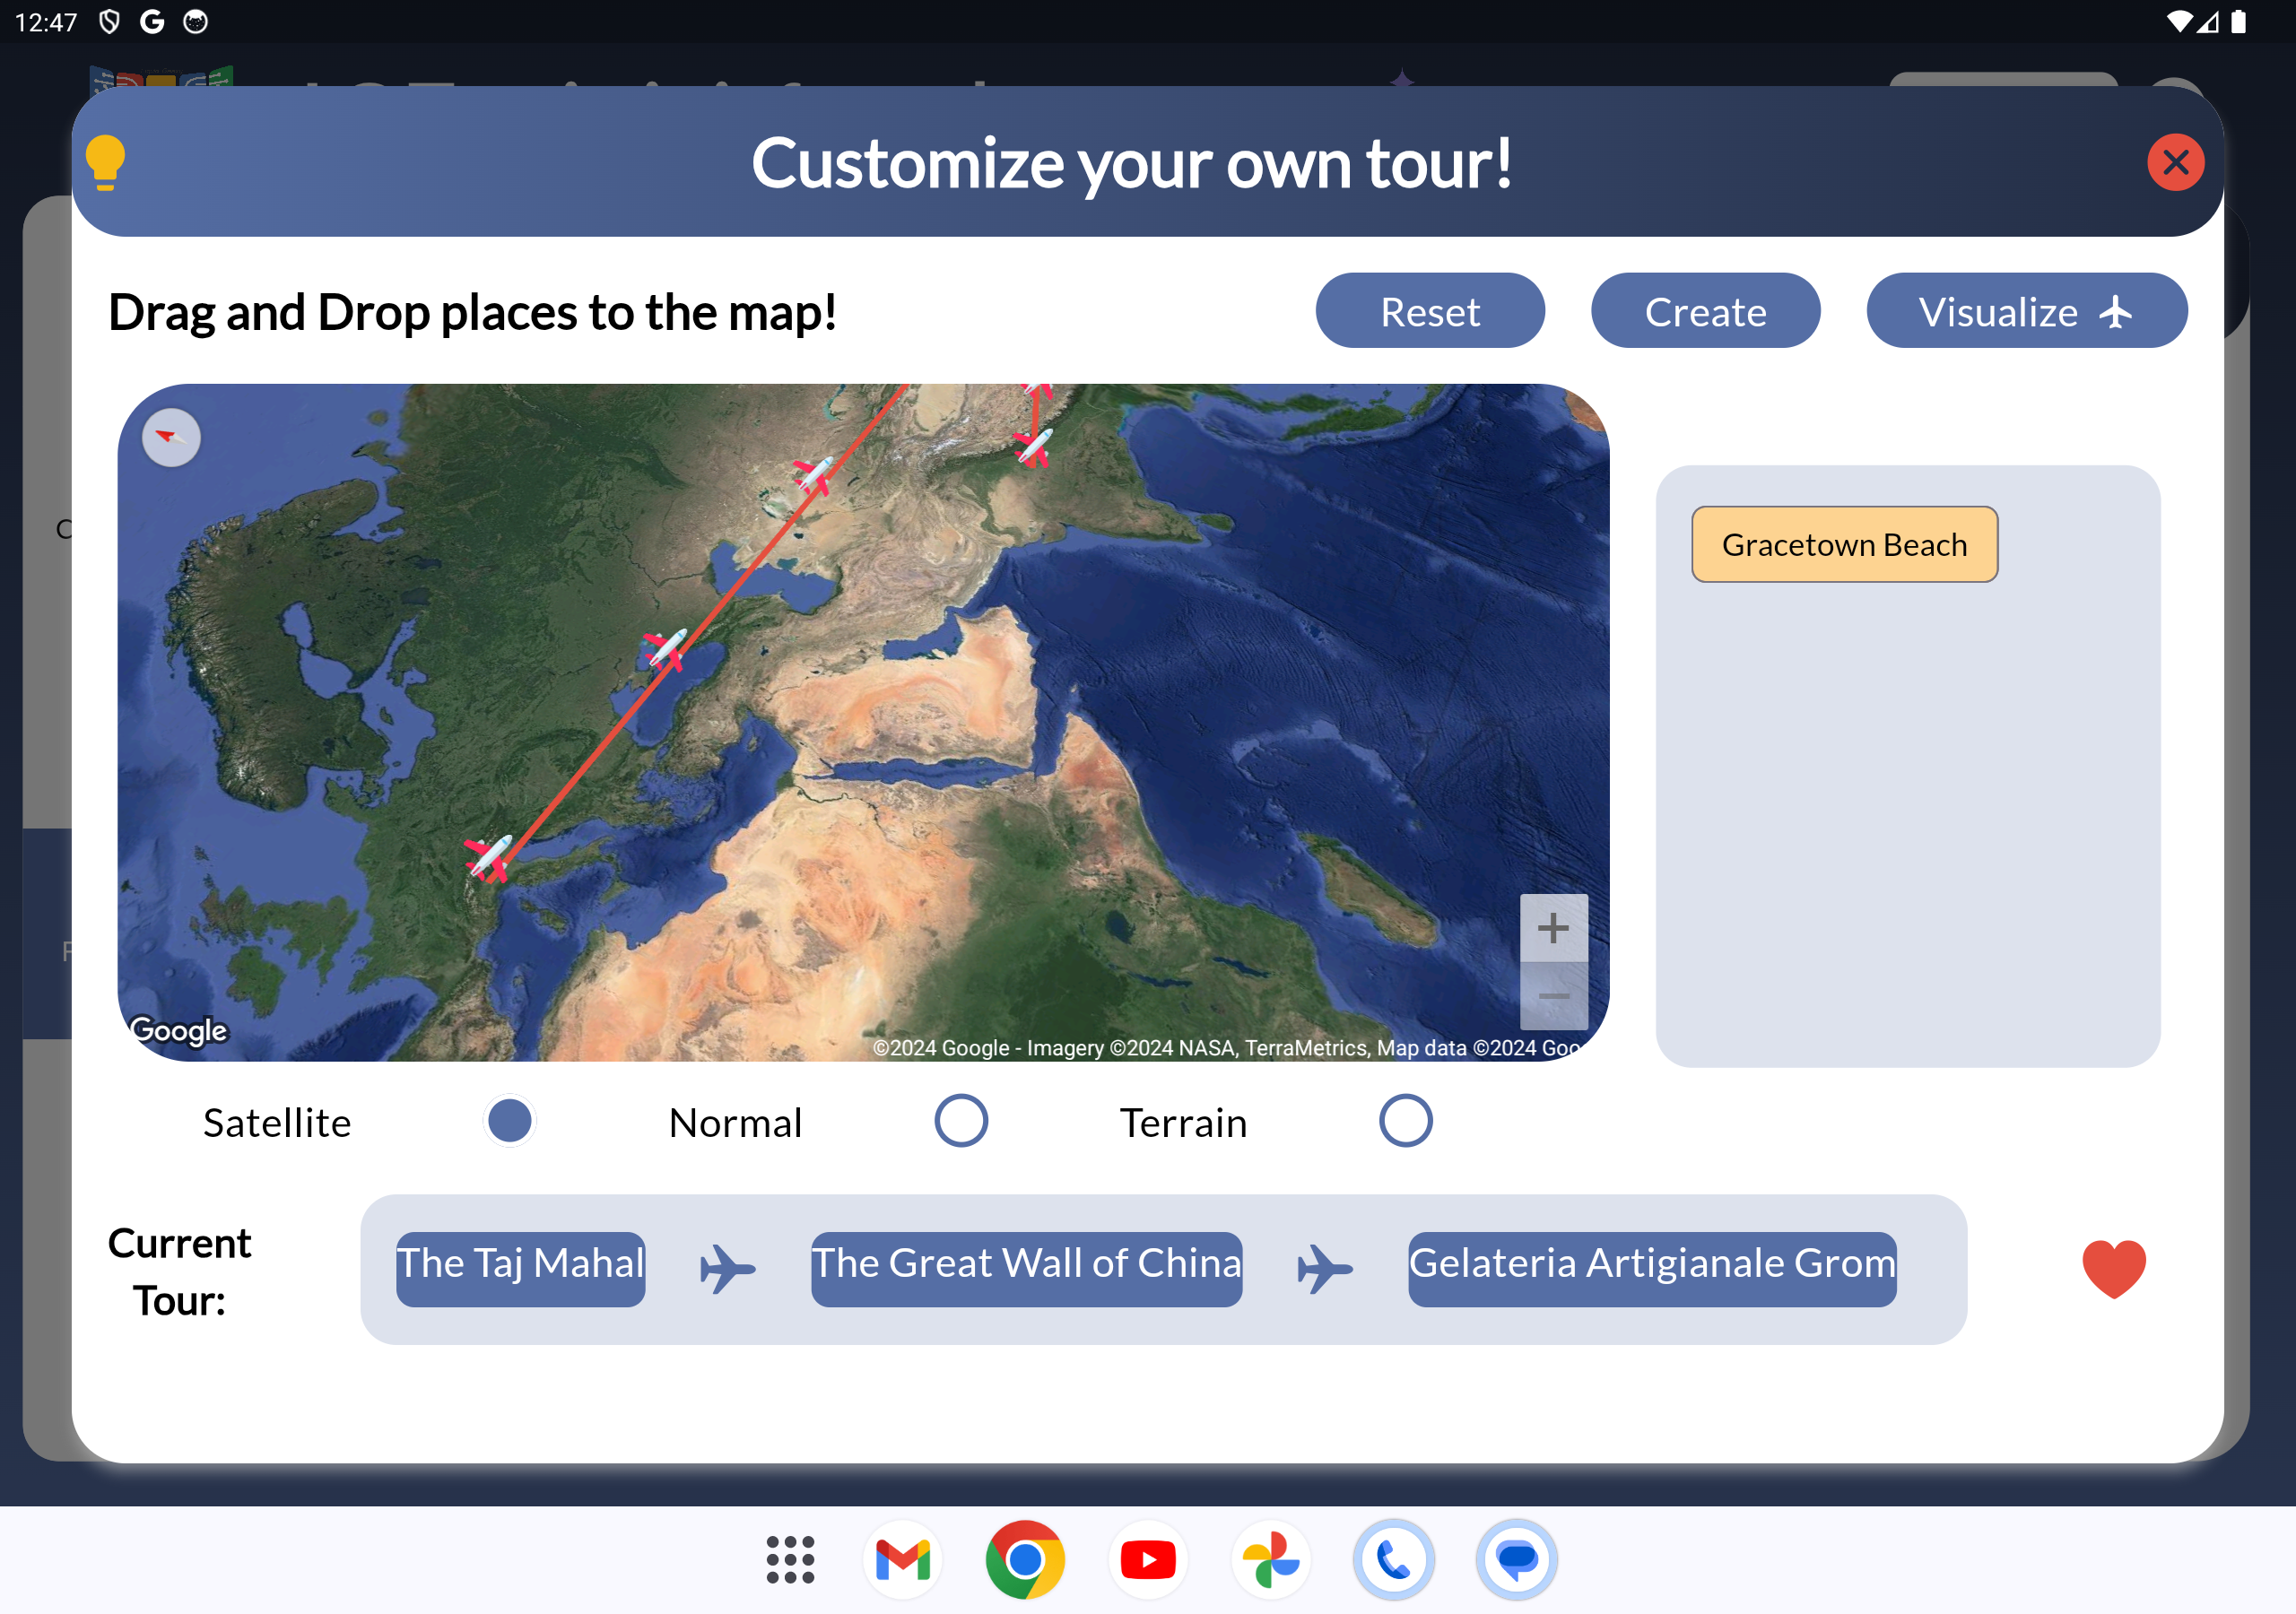 12:47
Customize your own tour!
Drag and Drop places to the map!
Reset
Create
Visualize
Gracetown Beach
Google
©2024 Google - Imagery ©2024 NASA, TerraMetrics, Map data ©2024 Goo
Satellite
Normal
Terrain
Current
Tour:
The Taj Mahal
The Great Wall of China
Gelateria Artigianale Grom